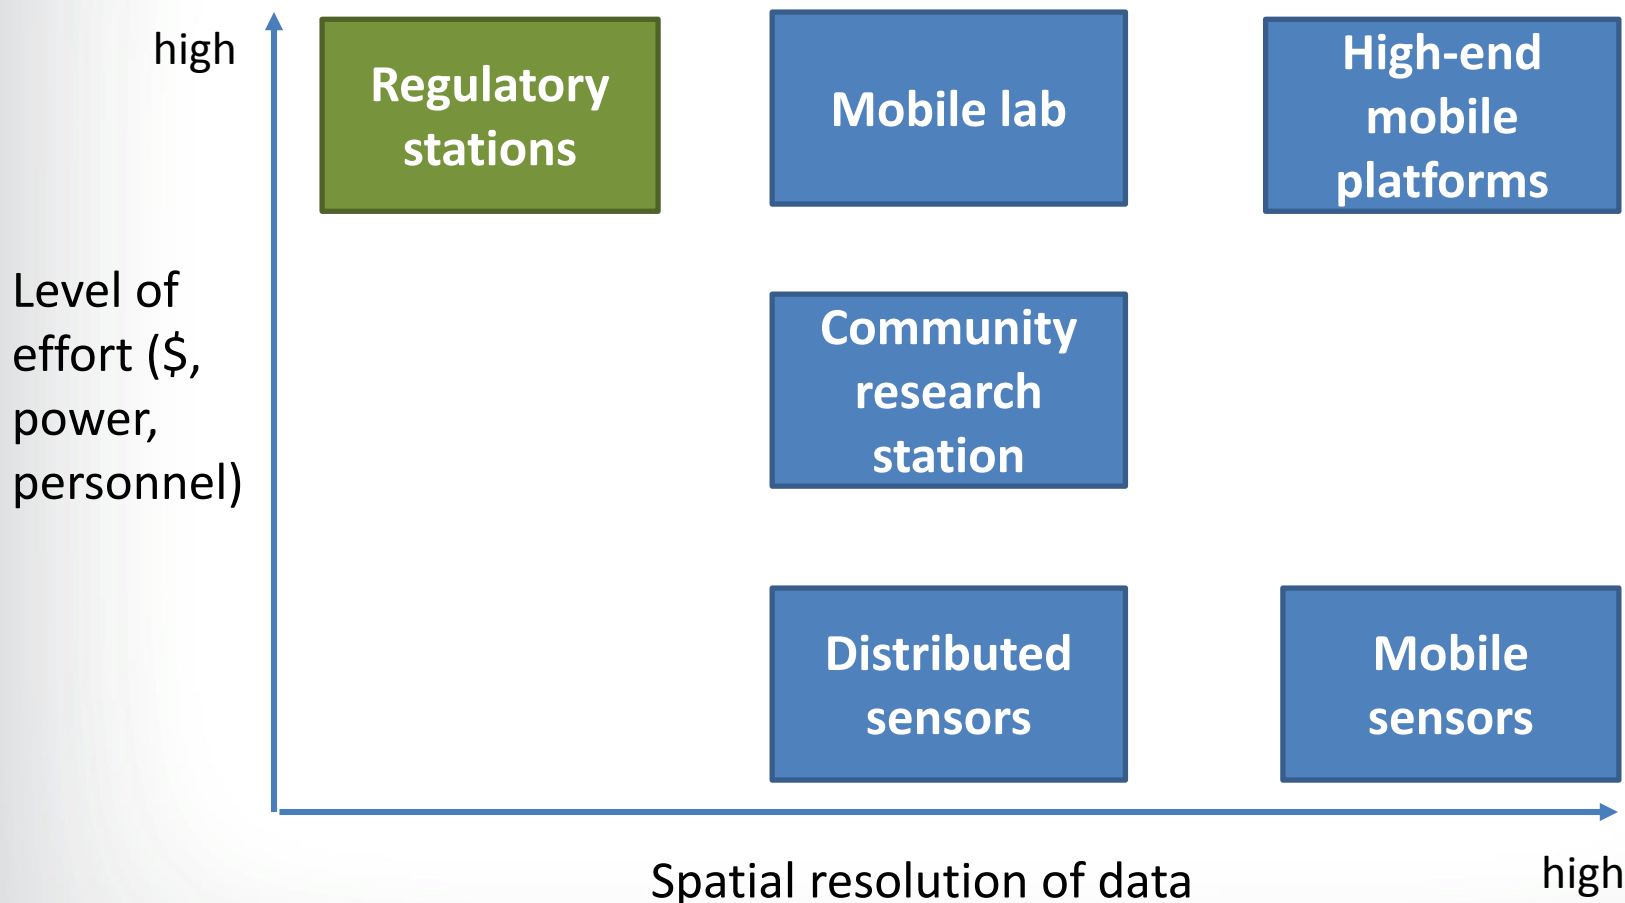 high
Regulatory
stations
Mobile lab
High-end
mobile
platforms
Level of
effort ($,
power,
personnel)
Community
research
station
Distributed
sensors
Mobile
sensors
Spatial resolution of data
high